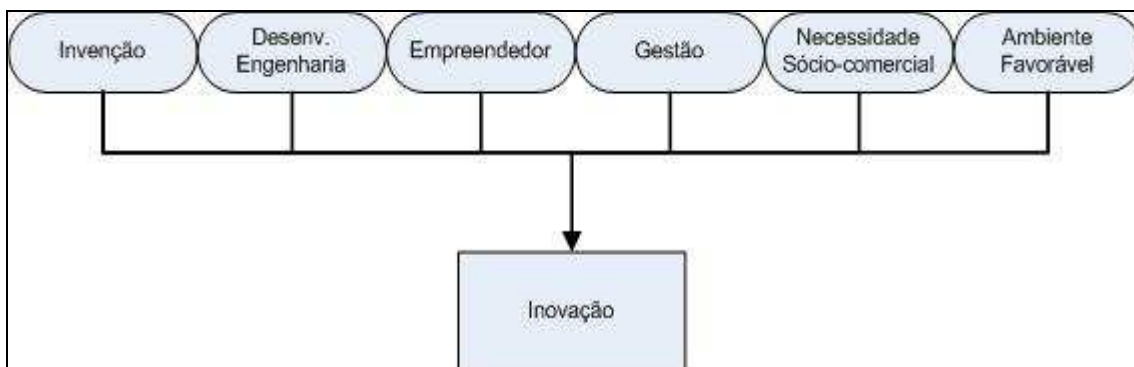 Invenção
Desenv.
Engenharia
Empreendedor
Gestão
Necessidade
Sócio-comercial
Ambiente
Favorável
Inovação